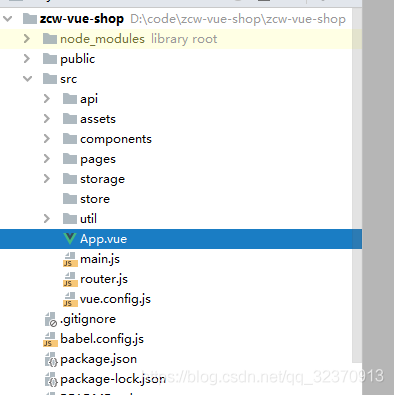 zcw-vue-shop D:\code\zcw-vue-shop\zcw-vue-shop
node_modules library root
public
src
api
assets
components
pages
storage
store
util
App.vue
main.js
router.js
vue.config.js
.gitignore
babel.config.js
package.json
https://blog.csdn.net/qq_32370913
package-lock.json